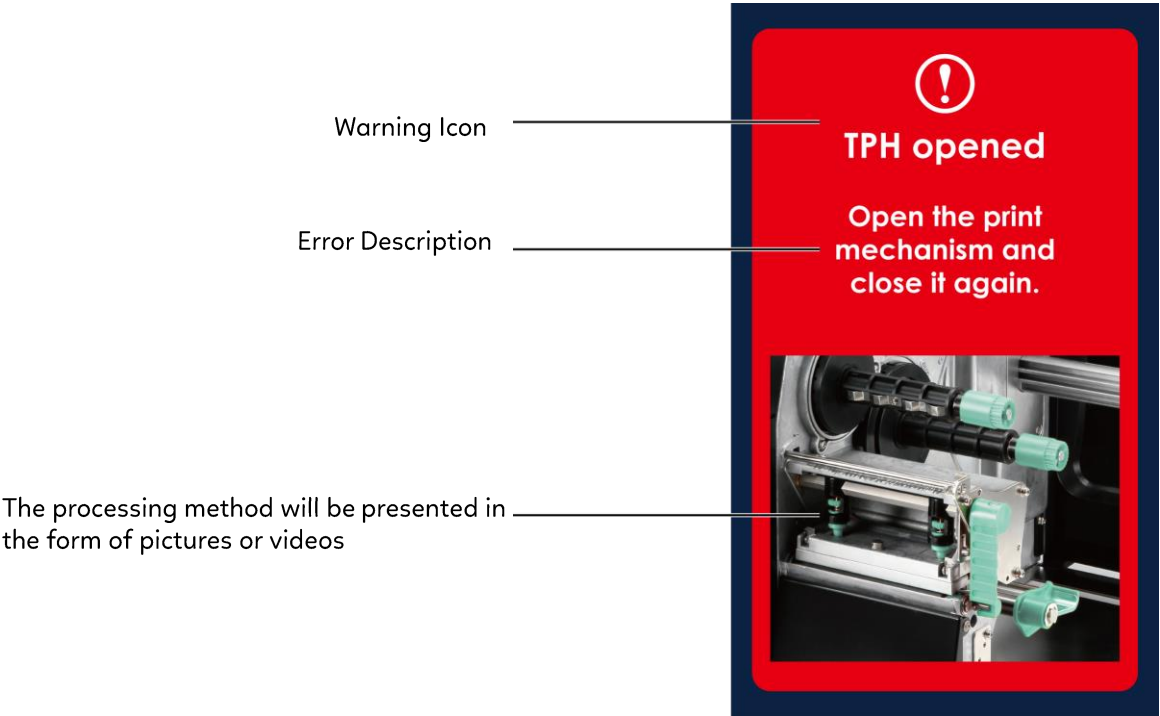 Warning Icon
TPH opened
Error Description
Open the print
mechanism and
close it again.
The processing method will be presented in
the form of pictures or videos